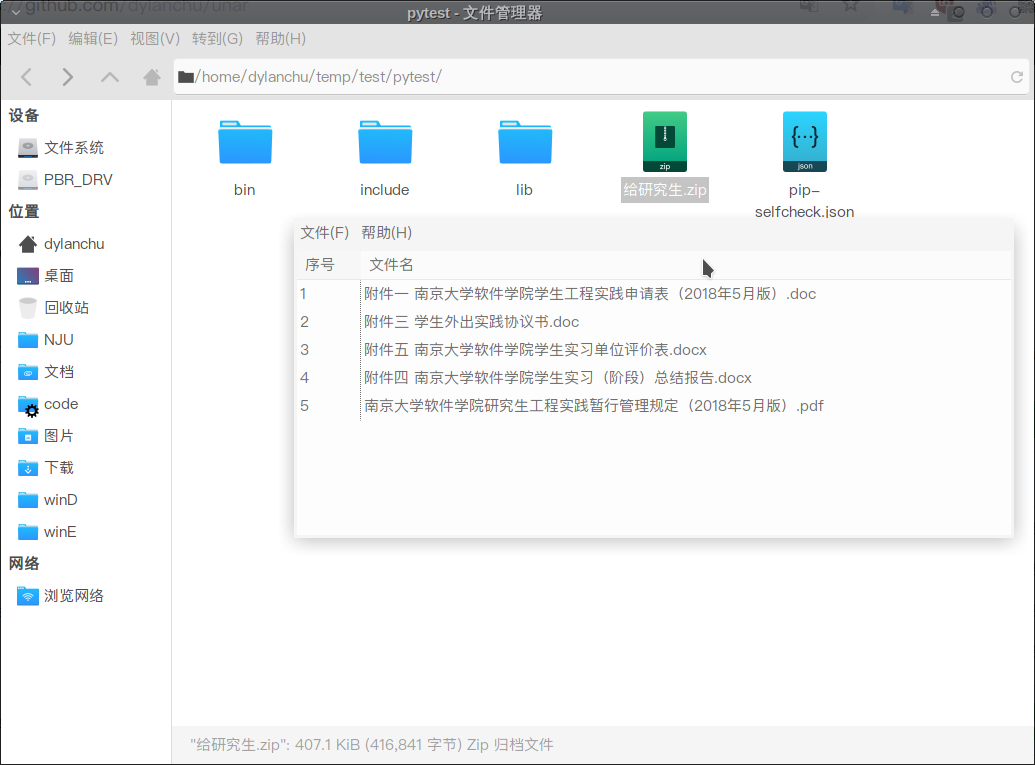 github.com/dylanchu/unar
pytest - 文件管理器
文件(F) 编辑(E) 视图(V) 转到(G) 帮助(H)
/home/dylanchu/temp/test/pytest/
设备
文件系统
PBR_DRV
位置
dylanchu
桌面
回收站
NJU
文档
code
图片
下载
winD
winE
网络
浏览网络
bin
include
lib
zip
给研究生.zip
{...}
json
pip-
selfcheck.json
文件(F) 帮助(H)
序号 文件名
1 附件一 南京大学软件学院学生工程实践申请表（2018年5月版）.doc
2 附件三 学生外出实践协议书.doc
3 附件五 南京大学软件学院学生实习单位评价表.docx
4 附件四 南京大学软件学院学生实习（阶段）总结报告.docx
5 南京大学软件学院研究生工程实践暂行管理规定（2018年5月版）.pdf
"给研究生.zip": 407.1 KiB (416,841 字节) Zip 归档文件